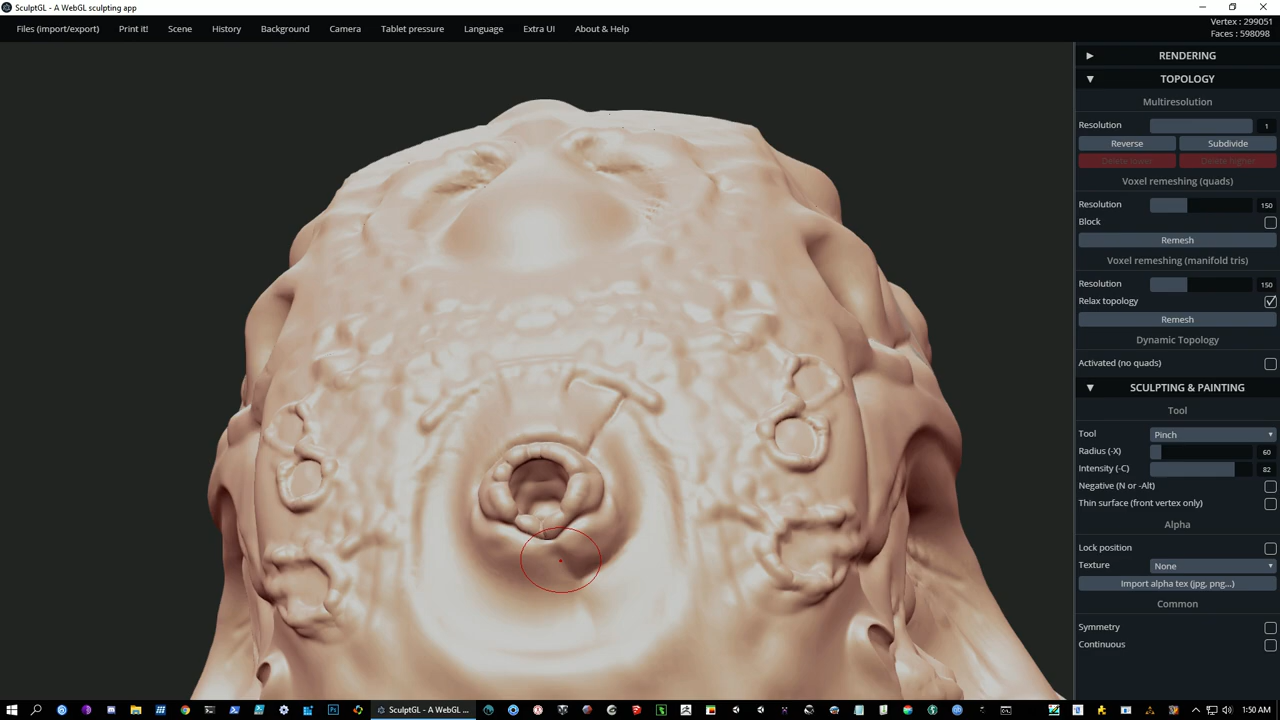 SculptGL - A WebGL sculpting app
Files (import/export) Print it! Scene History Background Camera Tablet pressure Language Extra UI About & Help
Vertex : 299051
Faces : 598098
RENDERING
TOPOLOGY
Multiresolution
Resolution 1
Reverse Subdivide
Delete lower Delete higher
Voxel remeshing (quads)
Resolution 150
Block
Remesh
Voxel remeshing (manifold tris)
Resolution 150
Relax topology
Remesh
Dynamic Topology
Activated (no quads)
SCULPTING & PAINTING
Tool
Tool Pinch
Radius (-X) 60
Intensity (-C) 82
Negative (N or -Alt)
Thin surface (front vertex only)
Alpha
Lock position
Texture None
Import alpha tex (jpg, png...)
Common
Symmetry
Continuous
SculptGL - A WebGL ...
1:50 AM